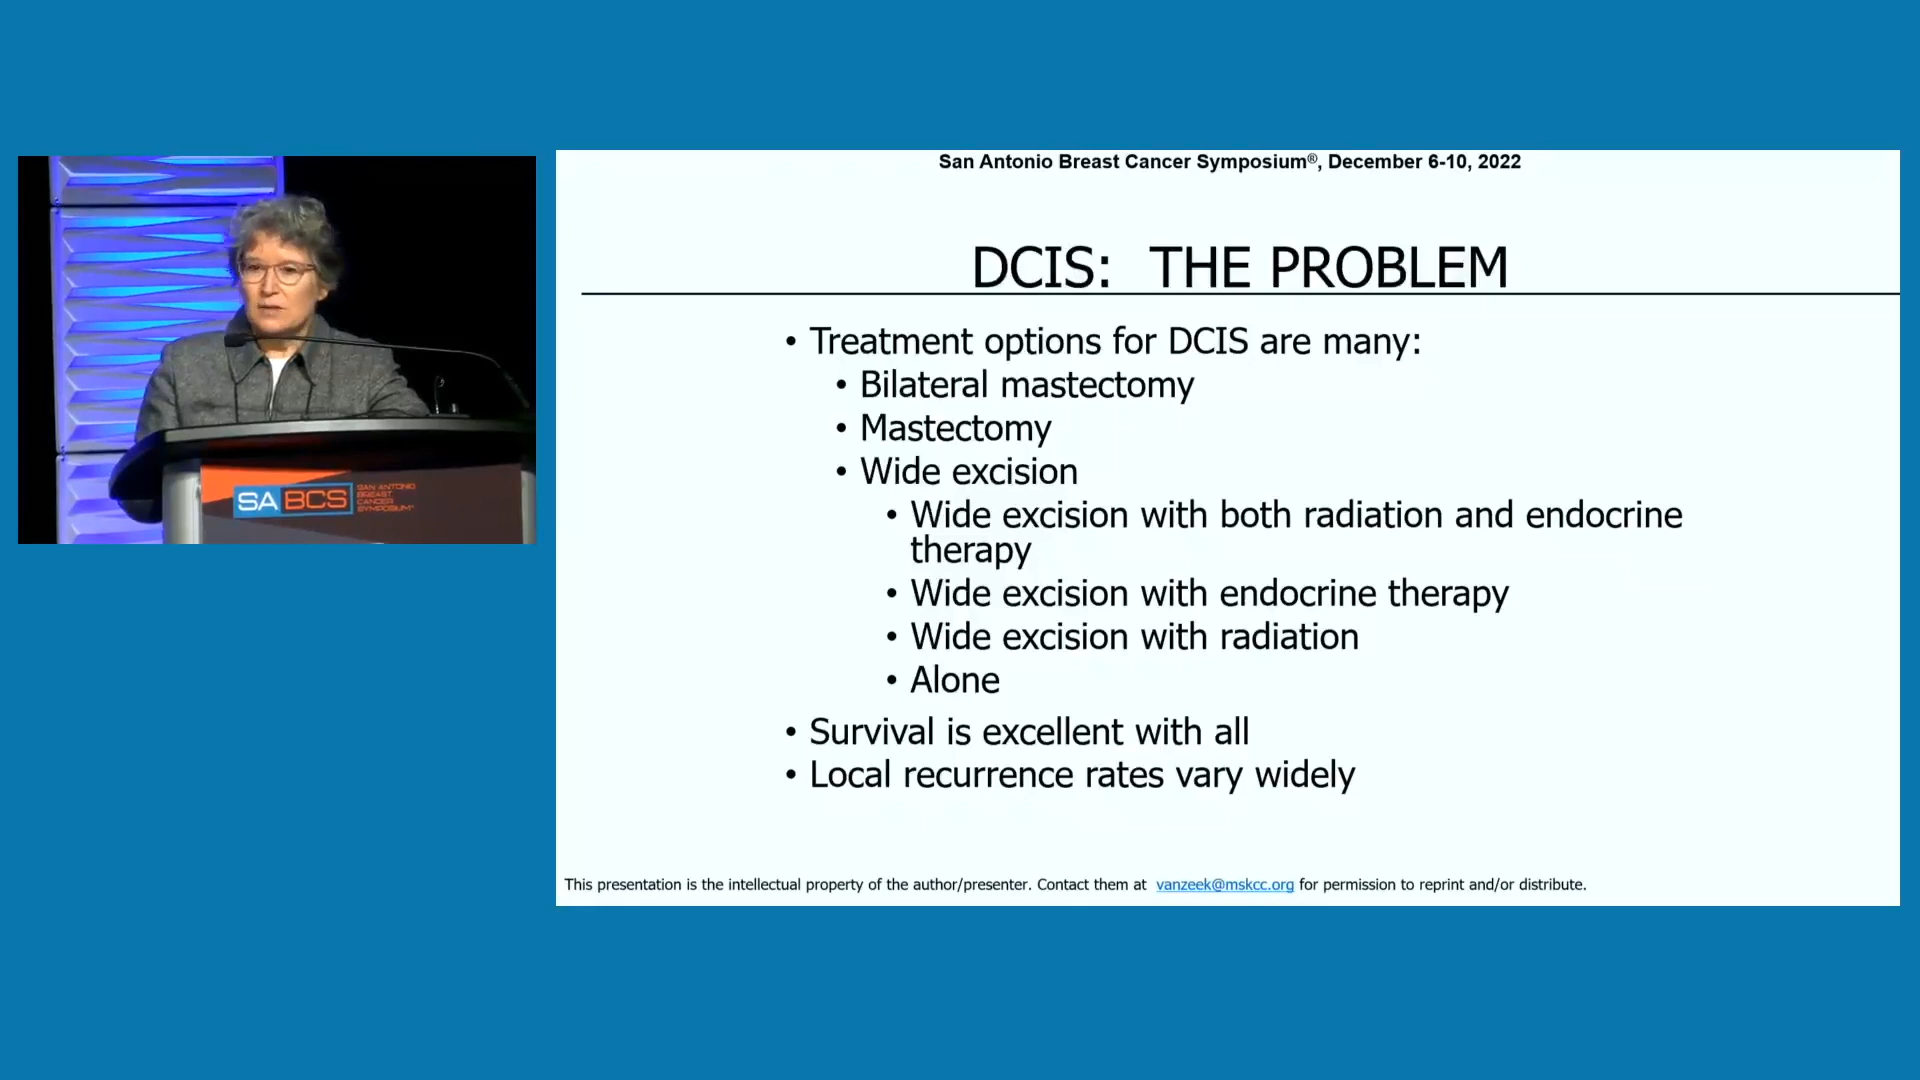 San Antonio Breast Cancer Symposium®, December 6-10, 2022
DCIS: THE PROBLEM
• Treatment options for DCIS are many:
• Bilateral mastectomy
• Mastectomy
• Wide excision
• Wide excision with both radiation and endocrine
therapy
• Wide excision with endocrine therapy
• Wide excision with radiation
• Alone
• Survival is excellent with all
• Local recurrence rates vary widely
This presentation is the intellectual property of the author/presenter. Contact them at vanzeek@mskcc.org for permission to reprint and/or distribute.
SA BCS
SAN ANTONIO
BREAST
CANCER
SYMPOSIUM®